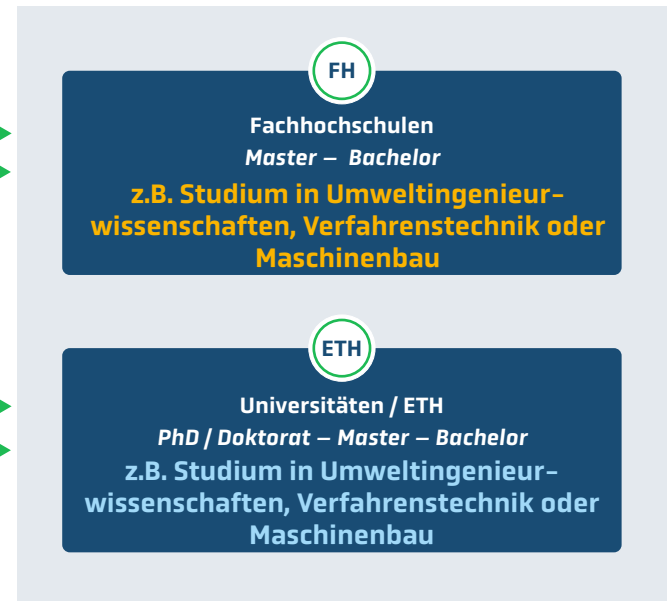 FH
Fachhochschulen
Master – Bachelor
z.B. Studium in Umweltingenieur-
wissenschaften, Verfahrenstechnik oder
Maschinenbau
ETH
Universitäten / ETH
PhD / Doktorat – Master – Bachelor
z.B. Studium in Umweltingenieur-
wissenschaften, Verfahrenstechnik oder
Maschinenbau